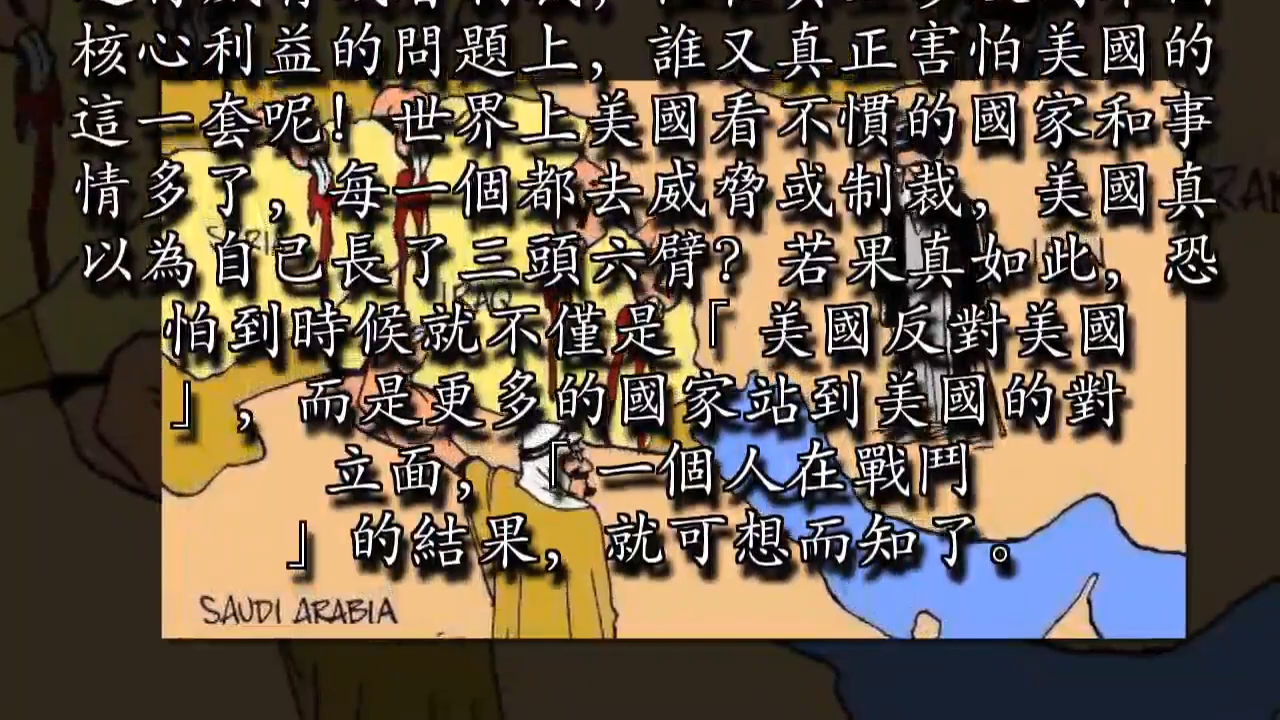 核心利益的問題上，誰又真正害怕美國的
這一套呢！世界上美國看不慣的國家和事
情多了，每一個都去威脅或制裁，美國真
以為自己長了三頭六臂？若果真如此，恐
怕到時候就不僅是「美國反對美國
」，而是更多的國家站到美國的對
立面，「一個人在戰鬥
」的結果，就可想而知了。
IRAQ
SAUDI ARABIA